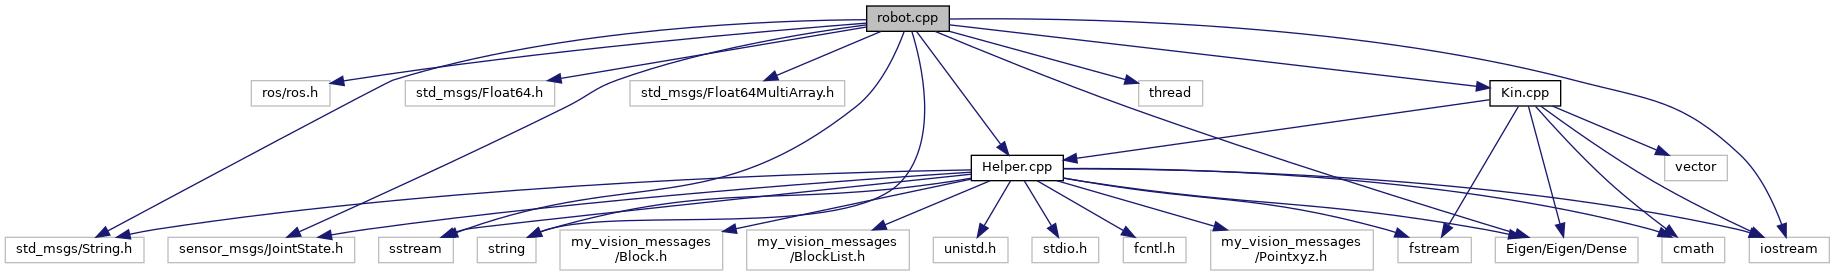 robot.cpp
ros/ros.h
std_msgs/Float64.h
std_msgs/Float64MultiArray.h
thread
Kin.cpp
Helper.cpp
vector
std_msgs/String.h
sensor_msgs/JointState.h
sstream
string
my_vision_messages
/Block.h
my_vision_messages
/BlockList.h
unistd.h
stdio.h
fcntl.h
my_vision_messages
/Pointxyz.h
fstream
Eigen/Eigen/Dense
cmath
iostream